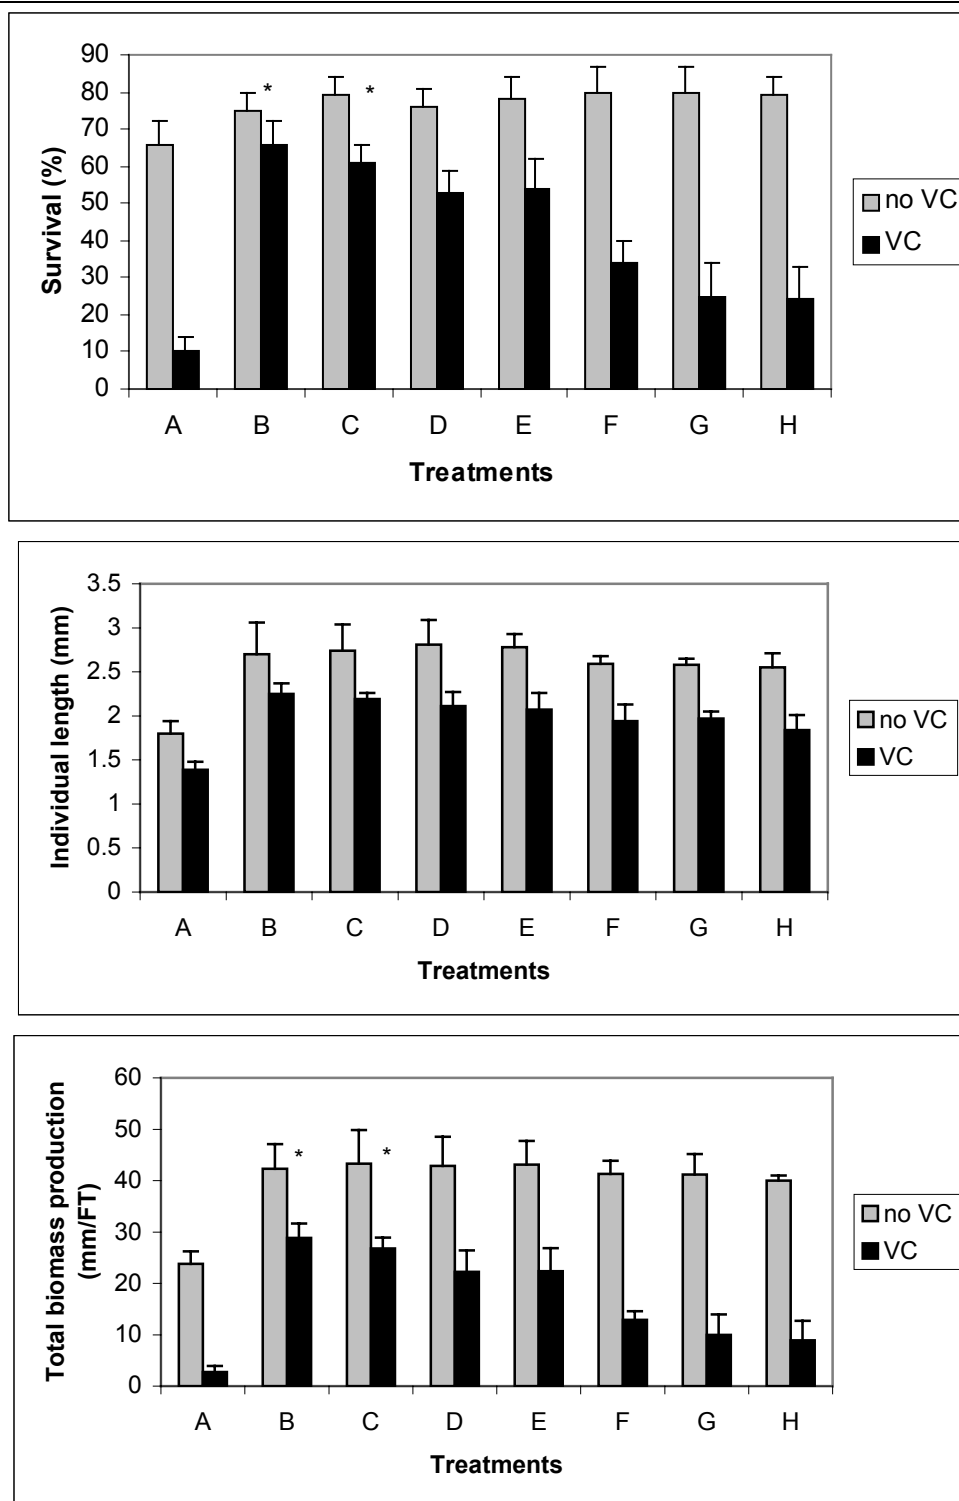 90
80
70
60
50
40
30
20
10
0
Survival (%)
* *
A B C D E F G H
Treatments
no VC
VC
3.5
3
2.5
2
1.5
1
0.5
0
Individual length (mm)
A B C D E F G H
Treatments
no VC
VC
60
50
40
30
20
10
0
Total biomass production
(mm/FT)
* *
A B C D E F G H
Treatments
no VC
VC